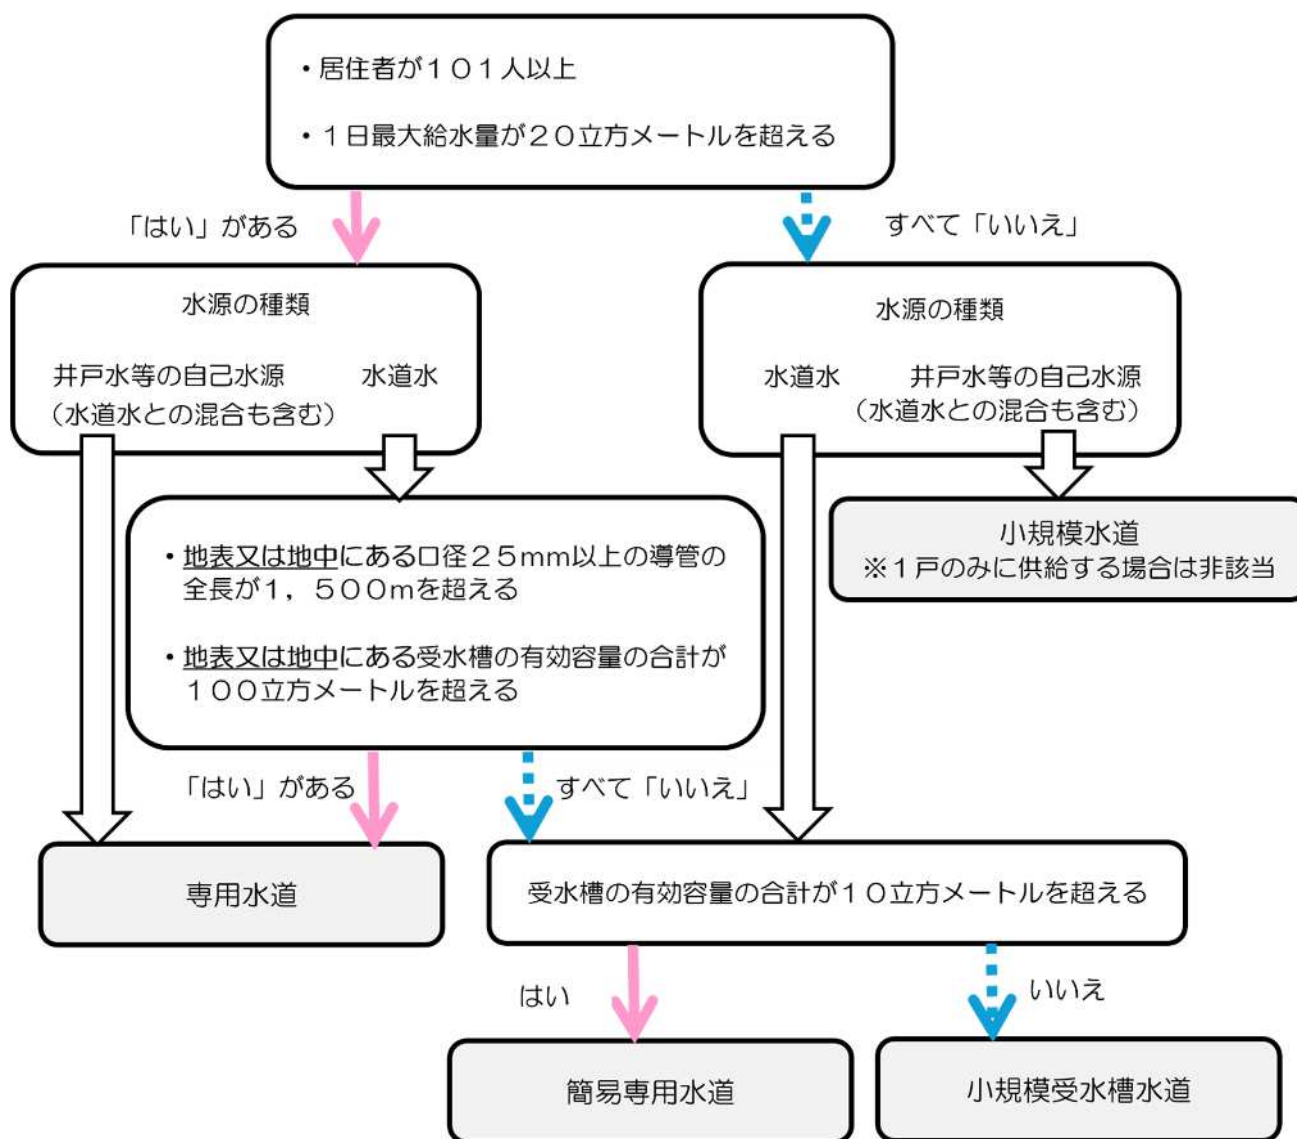 ・居住者が１０１人以上
・１日最大給水量が２０立方メートルを超える
「はい」がある
すべて「いいえ」
水源の種類
井戸水等の自己水源
（水道水との混合も含む）
水道水
水源の種類
水道水
井戸水等の自己水源
（水道水との混合も含む）
小規模水道
※１戸のみに供給する場合は非該当
・地表又は地中にある口径２５mm以上の導管の
全長が１，５００ｍを超える
・地表又は地中にある受水槽の有効容量の合計が
１００立方メートルを超える
「はい」がある
すべて「いいえ」
専用水道
受水槽の有効容量の合計が１０立方メートルを超える
はい
いいえ
簡易専用水道
小規模受水槽水道